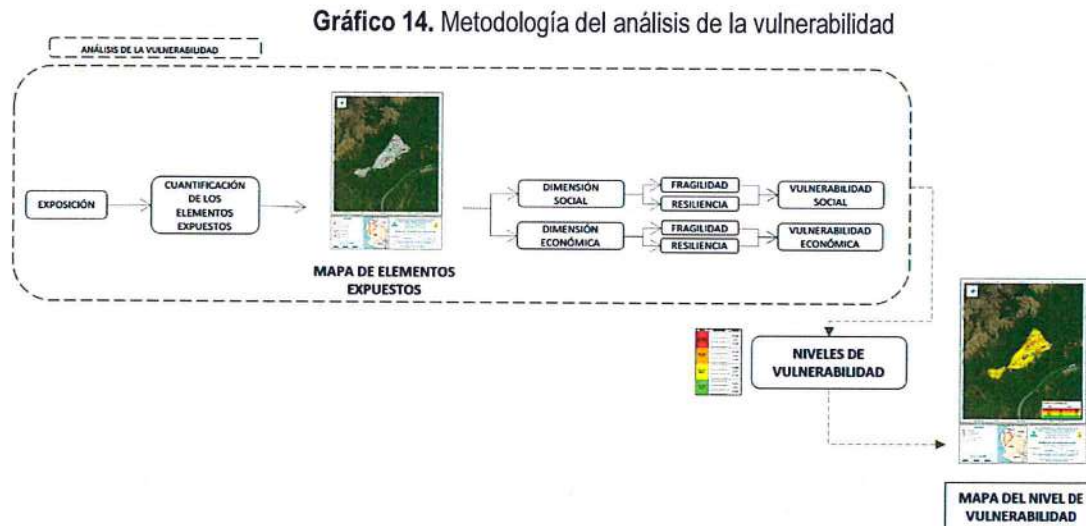 Gráfico 14. Metodología del análisis de la vulnerabilidad
ANÁLISIS DE LA VULNERABILIDAD
EXPOSICIÓN
CUANTIFICACIÓN
DE LOS
ELEMENTOS
EXPUESTOS
MAPA DE ELEMENTOS
EXPUESTOS
DIMENSIÓN
SOCIAL
FRAGILIDAD
RESILIENCIA
VULNERABILIDAD
SOCIAL
DIMENSIÓN
ECONÓMICA
FRAGILIDAD
RESILIENCIA
VULNERABILIDAD
ECONÓMICA
NIVELES DE
VULNERABILIDAD
MAPA DEL NIVEL DE
VULNERABILIDAD